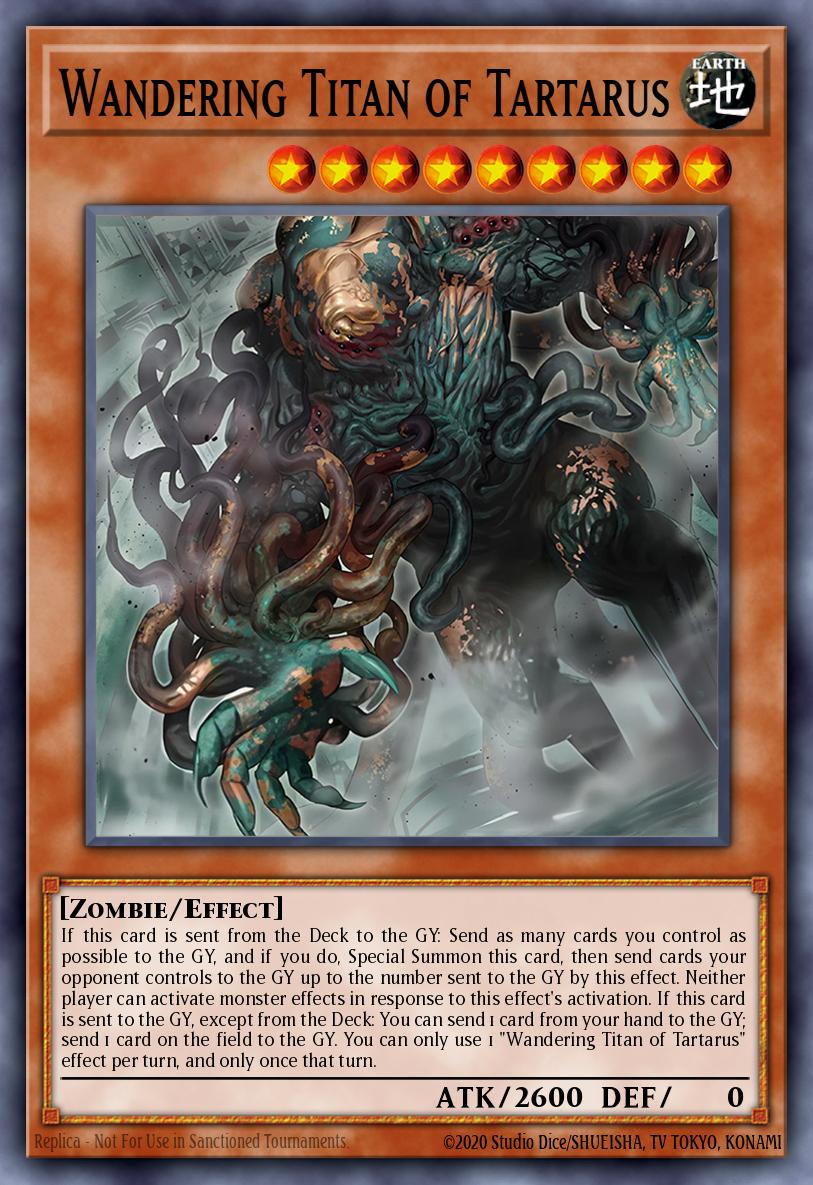 WANDERING TITAN OF TARTARUS
EARTH
地
[ZOMBIE/EFFECT]
If this card is sent from the Deck to the GY: Send as many cards you control as
possible to the GY, and if you do, Special Summon this card, then send cards your
opponent controls to the GY up to the number sent to the GY by this effect. Neither
player can activate monster effects in response to this effect's activation. If this card
is sent to the GY, except from the Deck: You can send 1 card from your hand to the GY;
send 1 card on the field to the GY. You can only use 1 "Wandering Titan of Tartarus"
effect per turn, and only once that turn.
ATK/2600 DEF/ 0
Replica - Not For Use in Sanctioned Tournaments.
©2020 Studio Dice/SHUEISHA, TV TOKYO, KONAMI